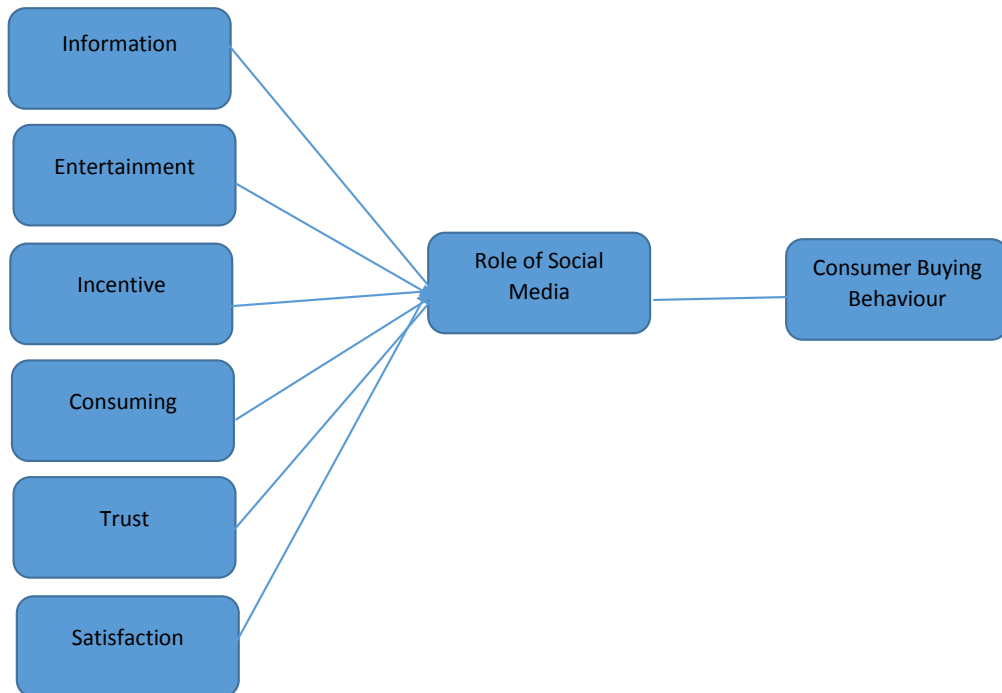 Information
Entertainment
Incentive
Consuming
Trust
Satisfaction
Role of Social
Media
Consumer Buying
Behaviour